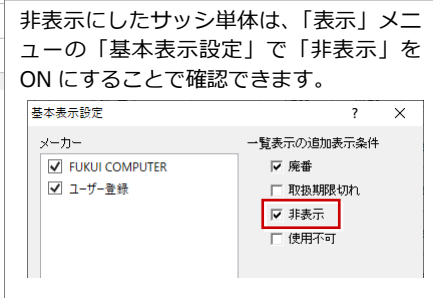 非表示にしたサッシ単体は、「表示」メニ
ューの「基本表示設定」で「非表示」を
ON にすることで確認できます。
基本表示設定
?
×
メーカー
一覧表示の追加表示条件
FUKUI COMPUTER
廃番
ユーザー登録
取扱期限切れ
非表示
使用不可